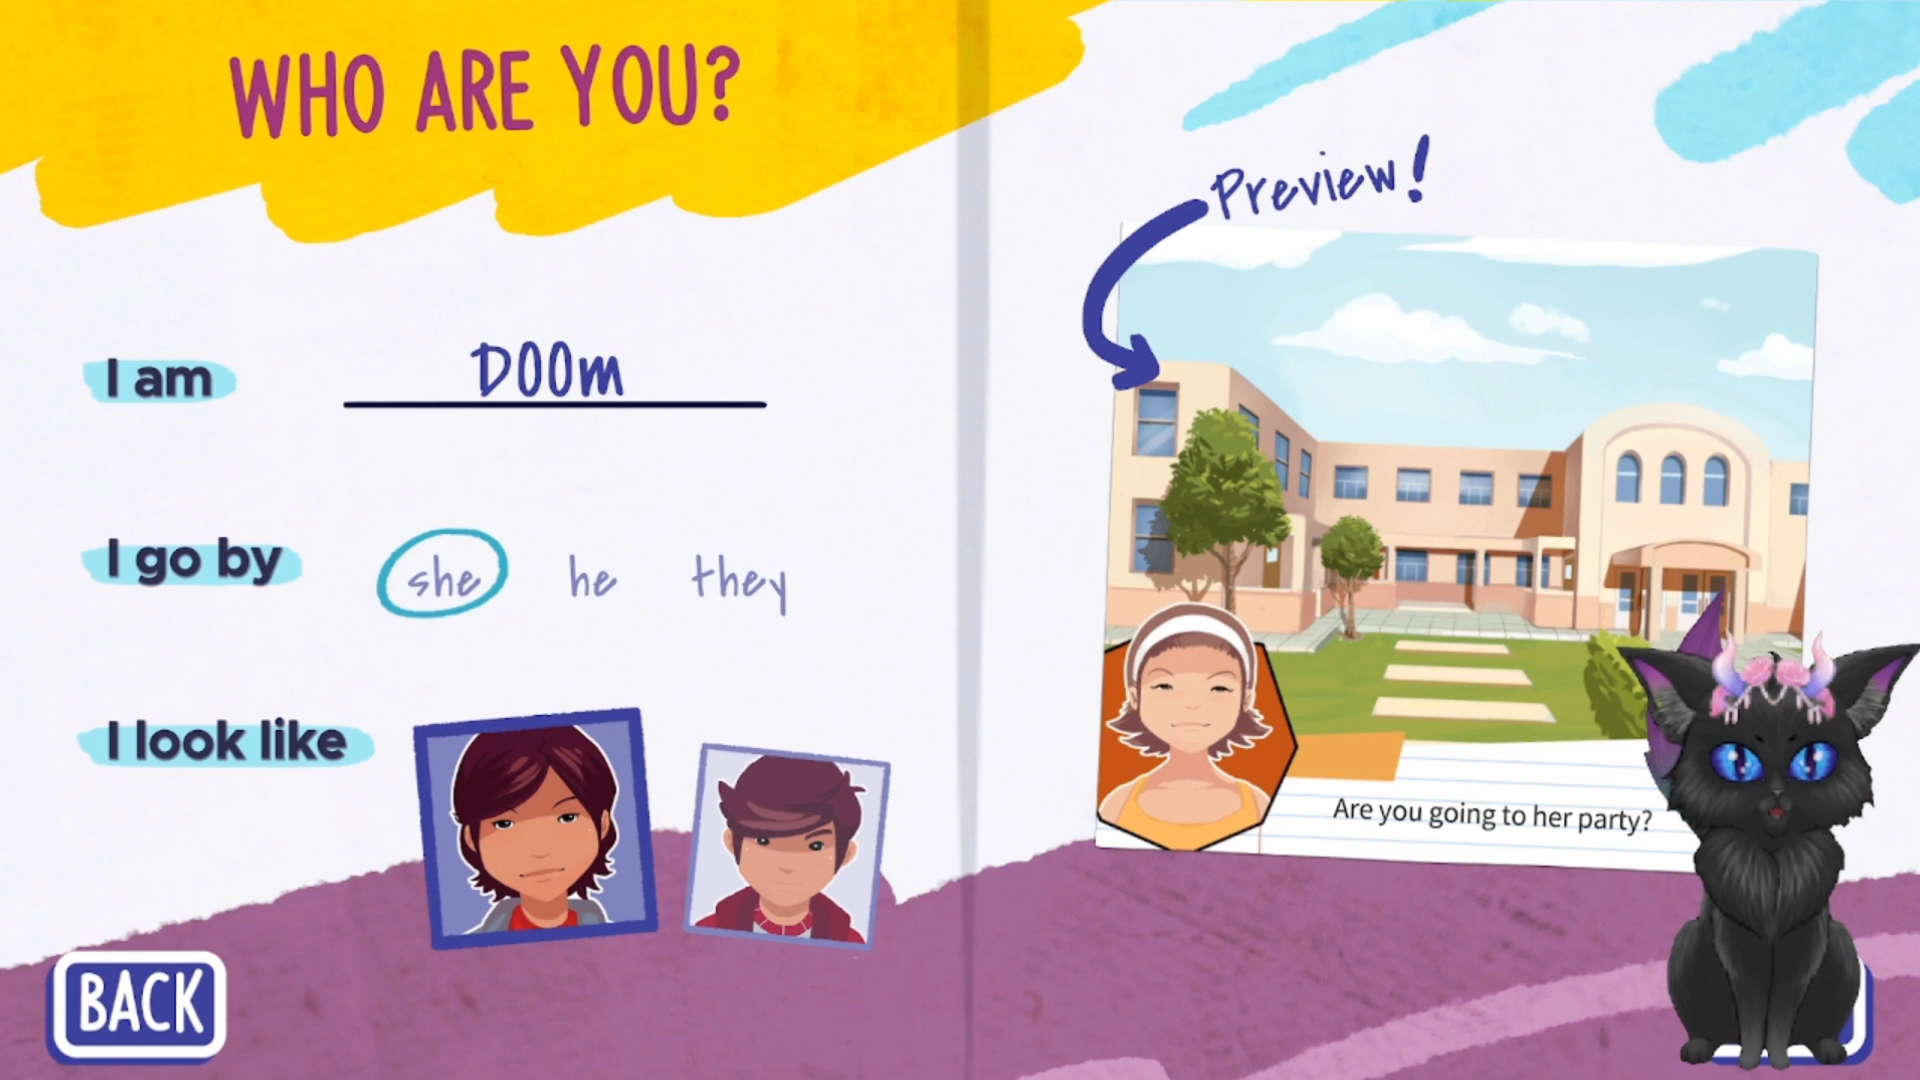 WHO ARE YOU?
I am
D00m
I go by
she he they
I look like
BACK
Preview!
Are you going to her party?